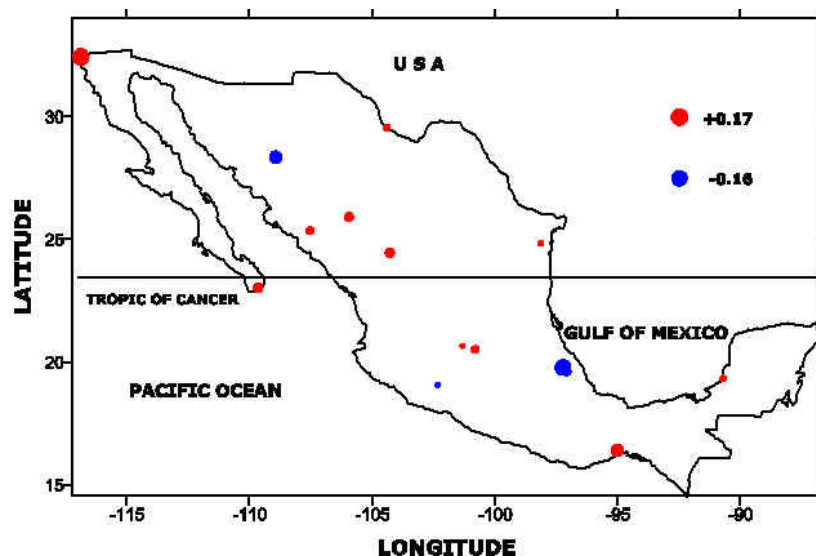 U S A
30
+0.17
-0.16
25
LATITUDE
TROPIC OF CANCER
GULF OF MEXICO
20
PACIFIC OCEAN
15
-115 -110 -105 -100 -95 -90
LONGITUDE